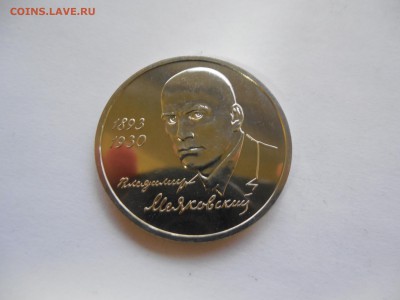 COINS.LAVE.RU
1893
1930
Владимир
Маяковский